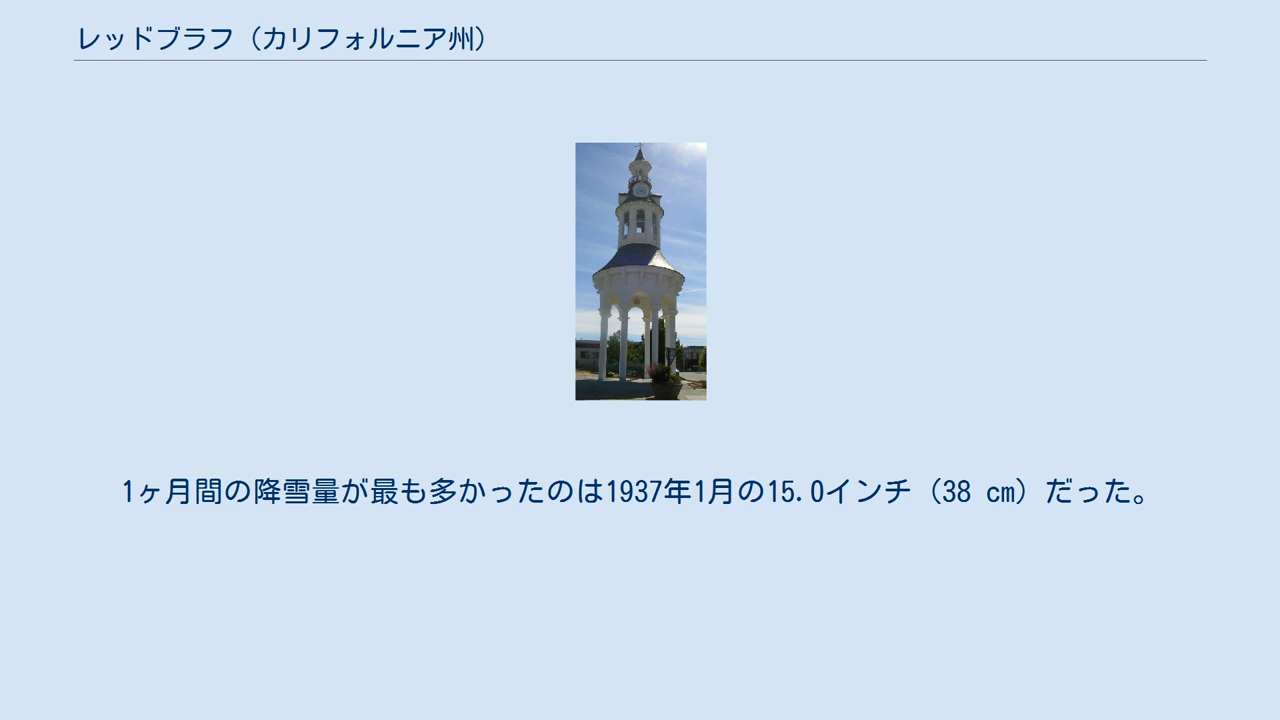 レッドブラフ（カリフォルニア州）
1ヶ月間の降雪量が最も多かったのは1937年1月の15.0インチ（38 cm）だった。